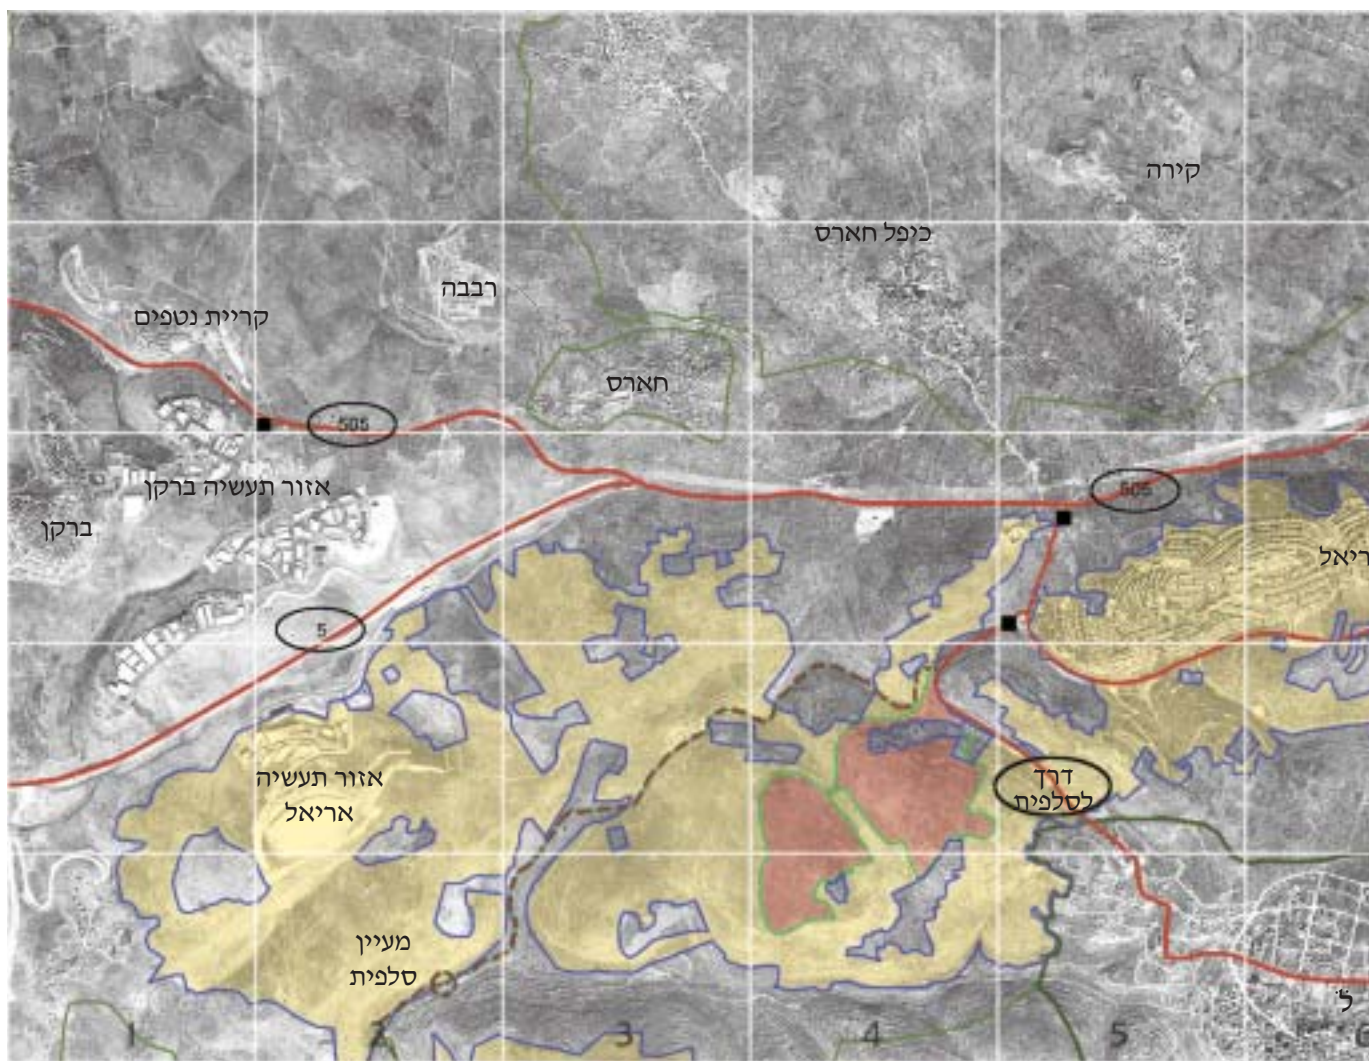 קירה
כיפל חארס
רבבה
קריית נטפים
חארס
505
505
אזור תעשיה ברקן
ברקן
5
דרך
לסלפית
אזור תעשיה
אריאל
מעיין
סלפית
1
2
3
4
5
6